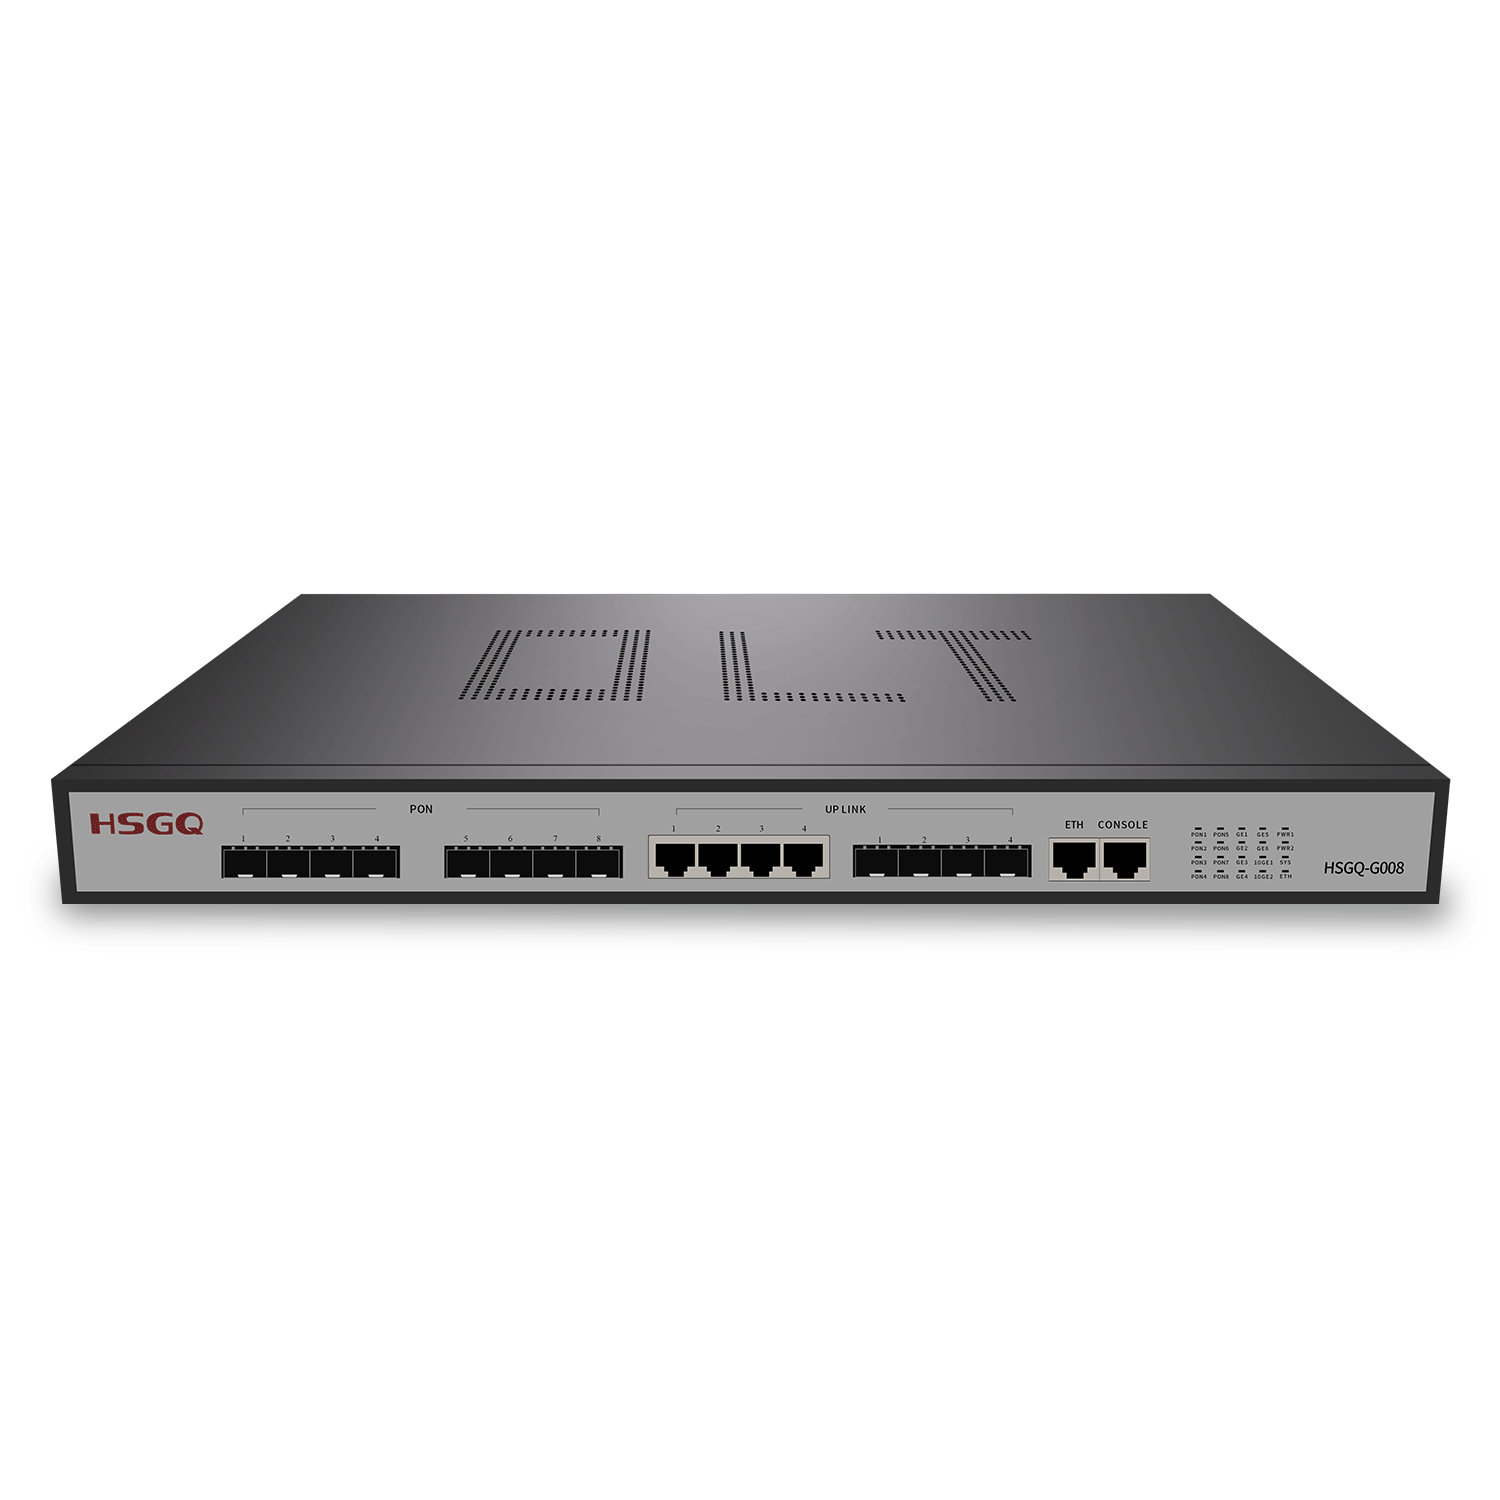 OLT
HSGQ
PON
1 2 3 4 5 6 7 8
UP LINK
1 2 3 4 1 2 3 4
ETH CONSOLE
PON1 PON5 GE1 GE5 PWR1
PON2 PON6 GE2 GE6 PWR2
PON3 PON7 GE3 10GE1 SYS
PON4 PON8 GE4 10GE2 ETH
HSGQ-G008